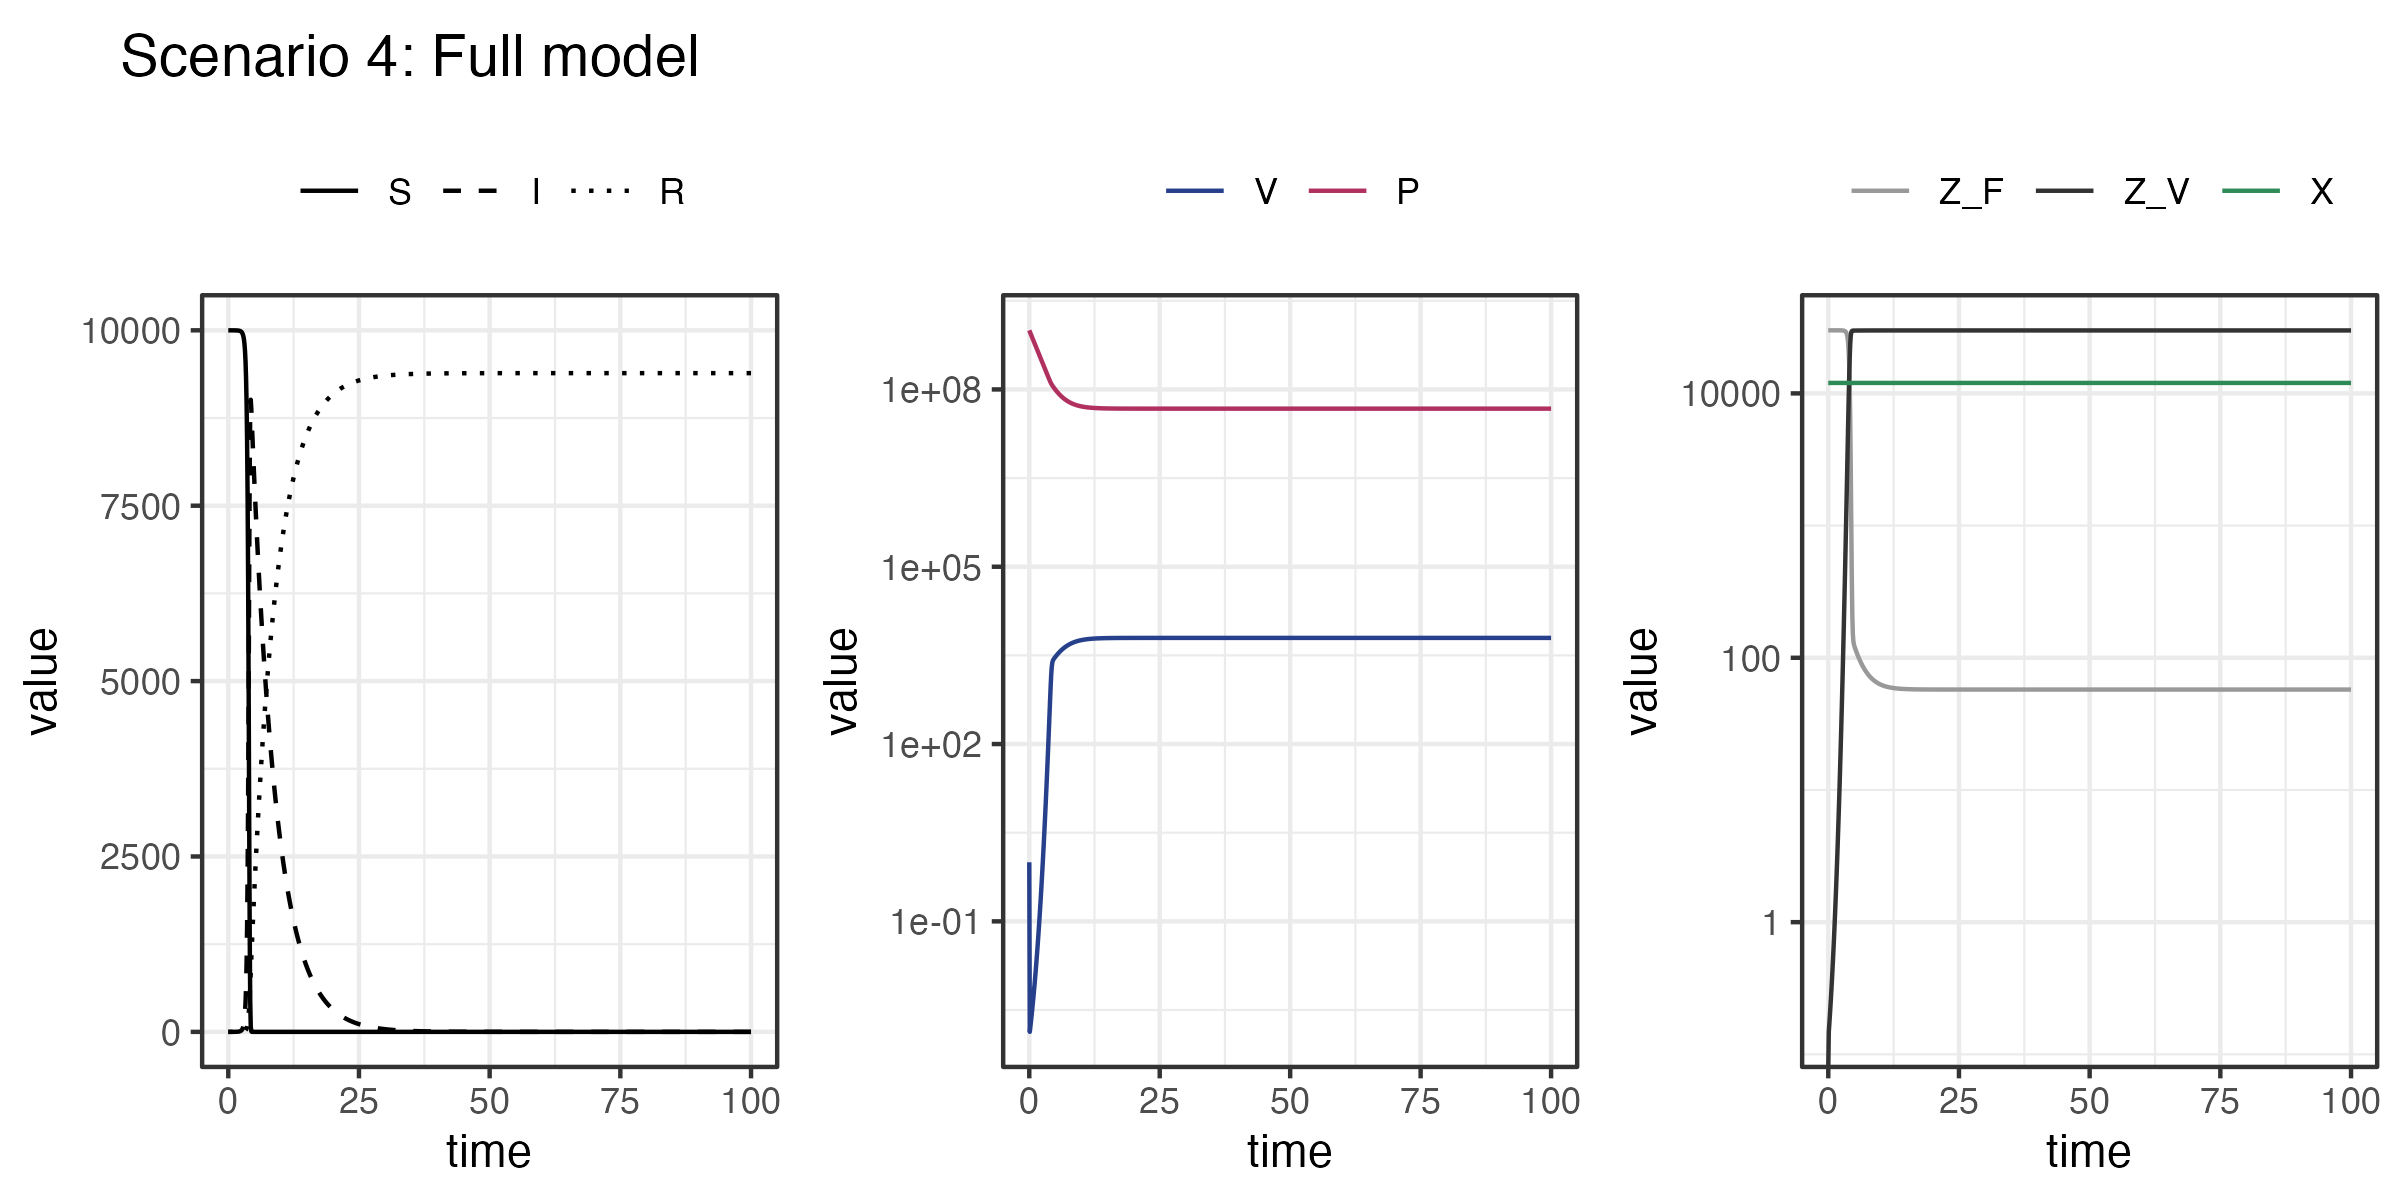 Scenario 4: Full model
S I R
V P
Z_F Z_V X
value
10000
7500
5000
2500
0
0 25 50 75 100
time
value
1e+08
1e+05
1e+02
1e-01
0 25 50 75 100
time
value
10000
100
1
0 25 50 75 100
time